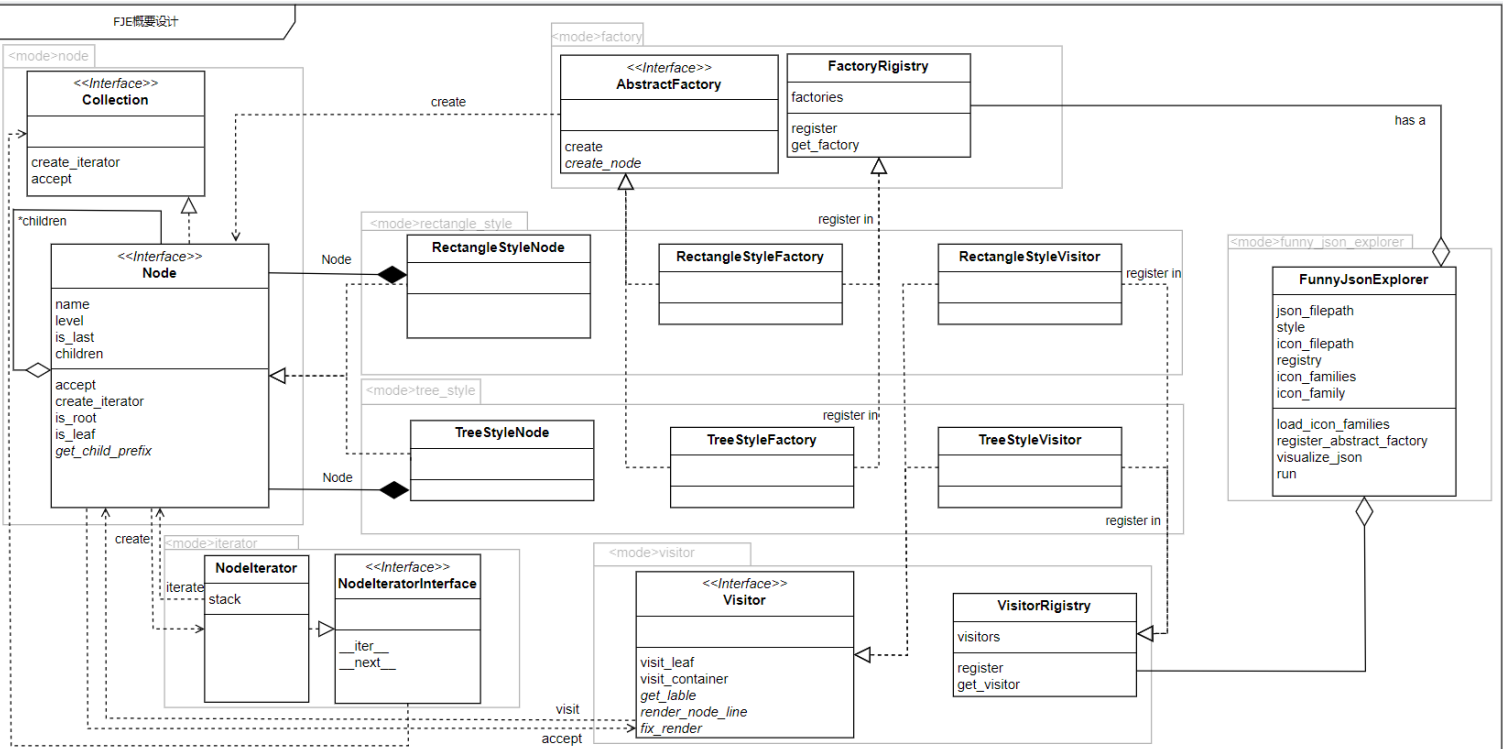 FJE概要设计
<mode>node
<<Interface>>
Collection
create_iterator
accept
*children
<<Interface>>
Node
name
level
is_last
children
accept
create_iterator
is_root
is_leaf
get_child_prefix
create
<mode>factory
<<Interface>>
AbstractFactory
create
create_node
FactoryRigistry
factories
register
get_factory
has a
register in
<mode>rectangle_style
Node
RectangleStyleNode
RectangleStyleFactory
RectangleStyleVisitor
register in
<mode>tree_style
register in
TreeStyleNode
Node
TreeStyleFactory
TreeStyleVisitor
register in
<mode>funny_json_explorer
FunnyJsonExplorer
json_filepath
style
icon_filepath
registry
icon_families
icon_family
load_icon_families
register_abstract_factory
visualize_json
run
create
<mode>iterator
iterate
NodeIterator
stack
<<Interface>>
NodeIteratorInterface
__iter__
__next__
visit
accept
<mode>visitor
<<Interface>>
Visitor
visit_leaf
visit_container
get_lable
render_node_line
fix_render
VisitorRigistry
visitors
register
get_visitor